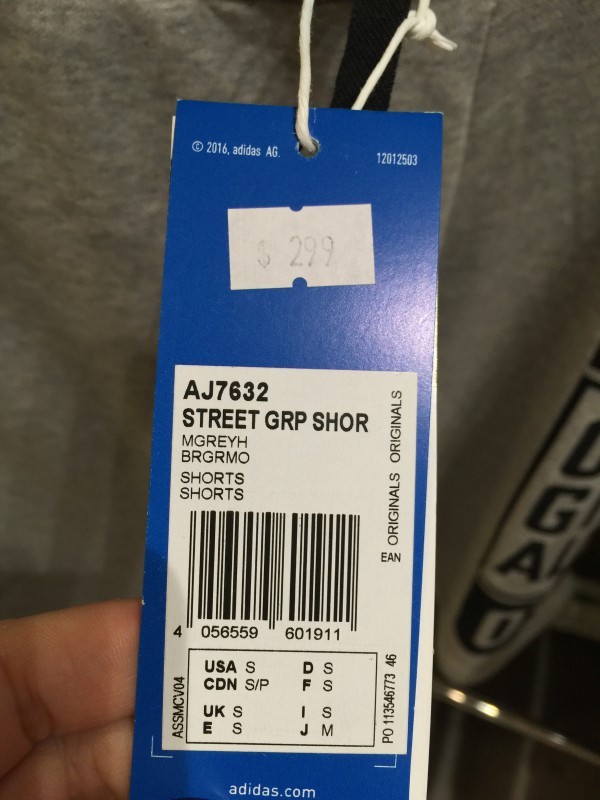 © 2016, adidas AG.
12012503
$ 299
AJ7632
STREET GRP SHOR
MGREYH
BRGRMO
SHORTS
SHORTS
EAN ORIGINALS ORIGINALS
4 056559 601911
ASSMCV04
USA S D S
CDN S/P F S
UK S I S
E S J M
PO 113546773 46
adidas.com